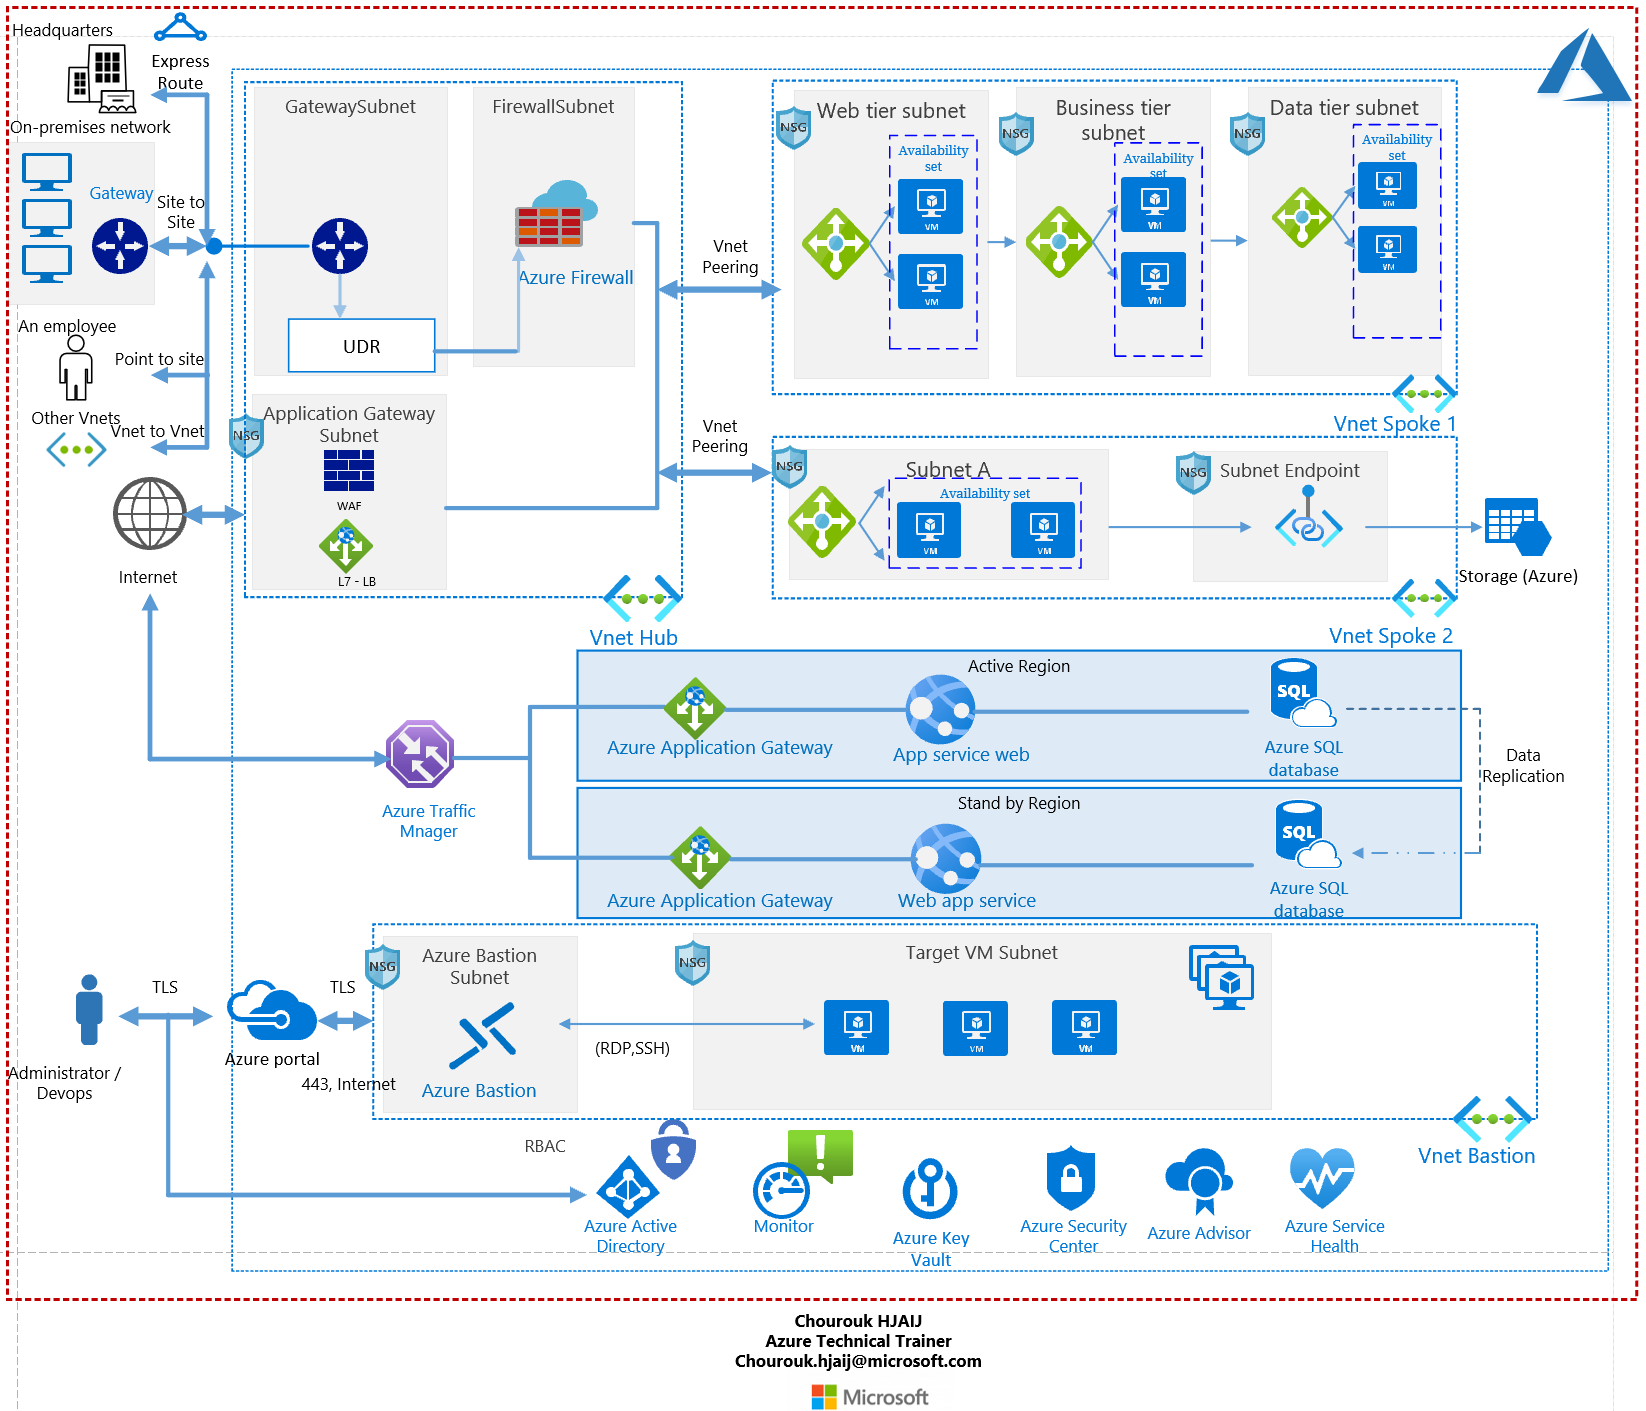 Headquarters
Express
Route
On-premises network
Gateway
Site to
Site
An employee
Point to site
Other Vnets
Vnet to Vnet
Internet
GatewaySubnet
UDR
FirewallSubnet
Azure Firewall
NSG
Application Gateway
Subnet
WAF
L7 - LB
Vnet Hub
Vnet
Peering
Vnet
Peering
NSG
Web tier subnet
Availability
set
VM
VM
NSG
Business tier
subnet
Availability
set
VM
VM
NSG
Data tier subnet
Availability
set
VM
VM
Vnet Spoke 1
NSG
Subnet A
Availability set
VM
VM
NSG
Subnet Endpoint
Storage (Azure)
Vnet Spoke 2
Azure Traffic
Mnager
Active Region
Azure Application Gateway
App service web
SQL
Azure SQL
database
Data
Replication
Stand by Region
Azure Application Gateway
Web app service
SQL
Azure SQL
database
Administrator /
Devops
TLS
Azure portal
TLS
443, Internet
NSG
Azure Bastion
Subnet
Azure Bastion
(RDP,SSH)
NSG
Target VM Subnet
VM
VM
VM
Vnet Bastion
RBAC
Azure Active
Directory
Monitor
Azure Key
Vault
Azure Security
Center
Azure Advisor
Azure Service
Health
Chourouk HJAIJ
Azure Technical Trainer
Chourouk.hjaij@microsoft.com
Microsoft